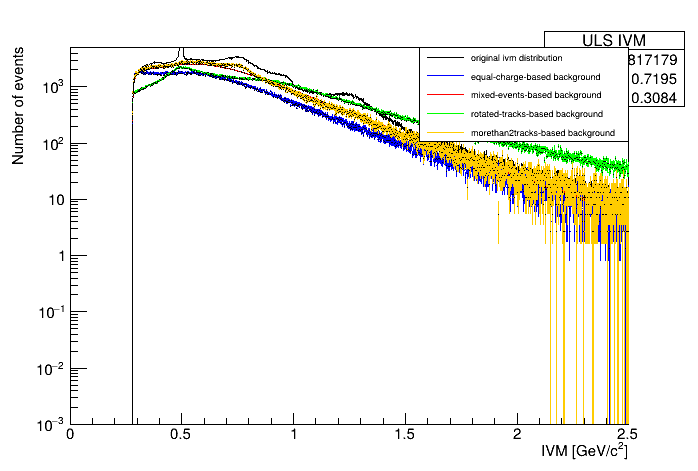 ULS IVM
817179
0.7195
0.3084
original ivm distribution
equal-charge-based background
mixed-events-based background
rotated-tracks-based background
morethan2tracks-based background
Number of events
10³
10²
10
1
10⁻¹
10⁻²
10⁻³
0 0.5 1 1.5 2 2.5
IVM [GeV/c²]